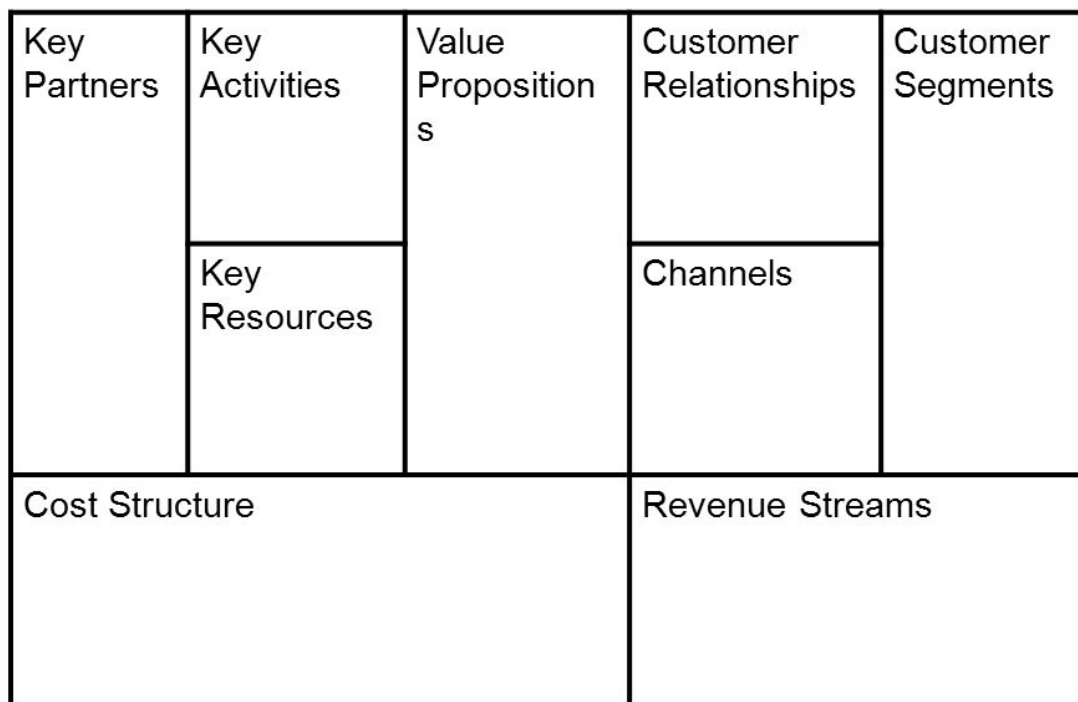 Key
Partners
Key
Activities
Key
Resources
Value
Proposition
s
Customer
Relationships
Channels
Customer
Segments
Cost Structure
Revenue Streams